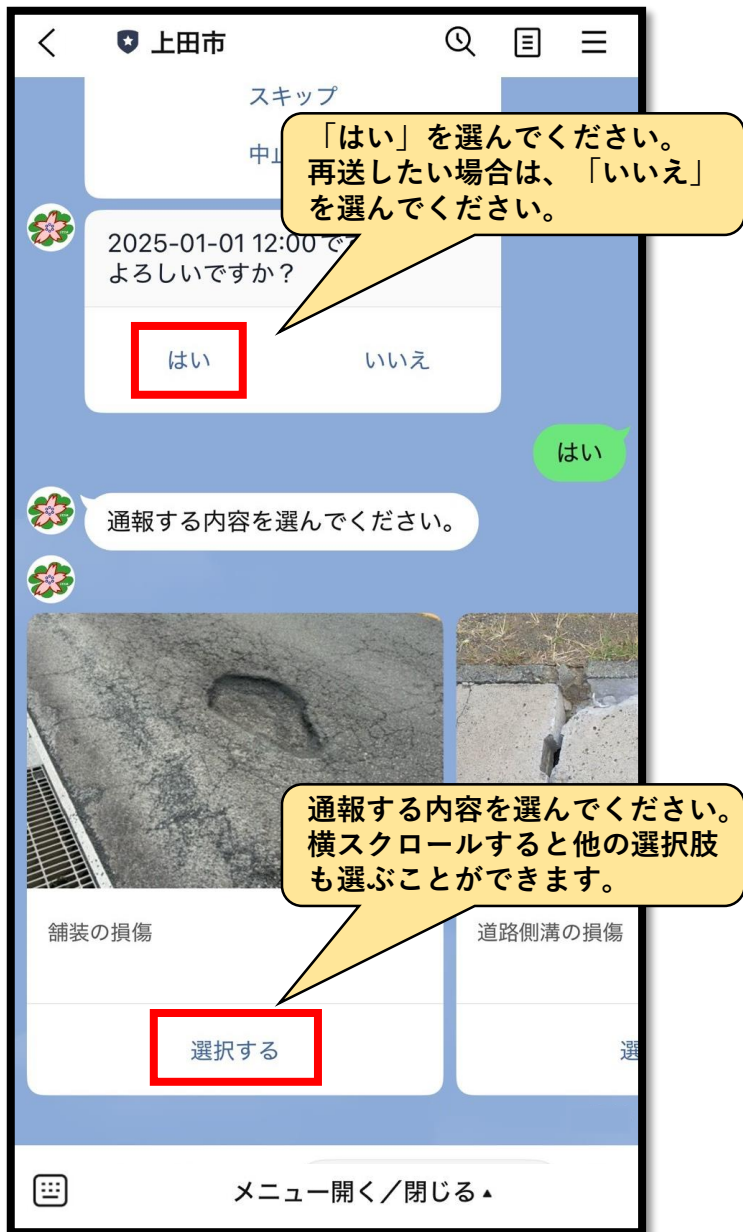 上田市
スキップ
中止
「はい」を選んでください。
再送したい場合は、「いいえ」
を選んでください。
2025-01-01 12:00 で
よろしいですか？
はい
いいえ
はい
通報する内容を選んでください。
通報する内容を選んでください。
横スクロールすると他の選択肢
も選ぶことができます。
舗装の損傷
道路側溝の損傷
選択する
選
メニュー開く／閉じる▲